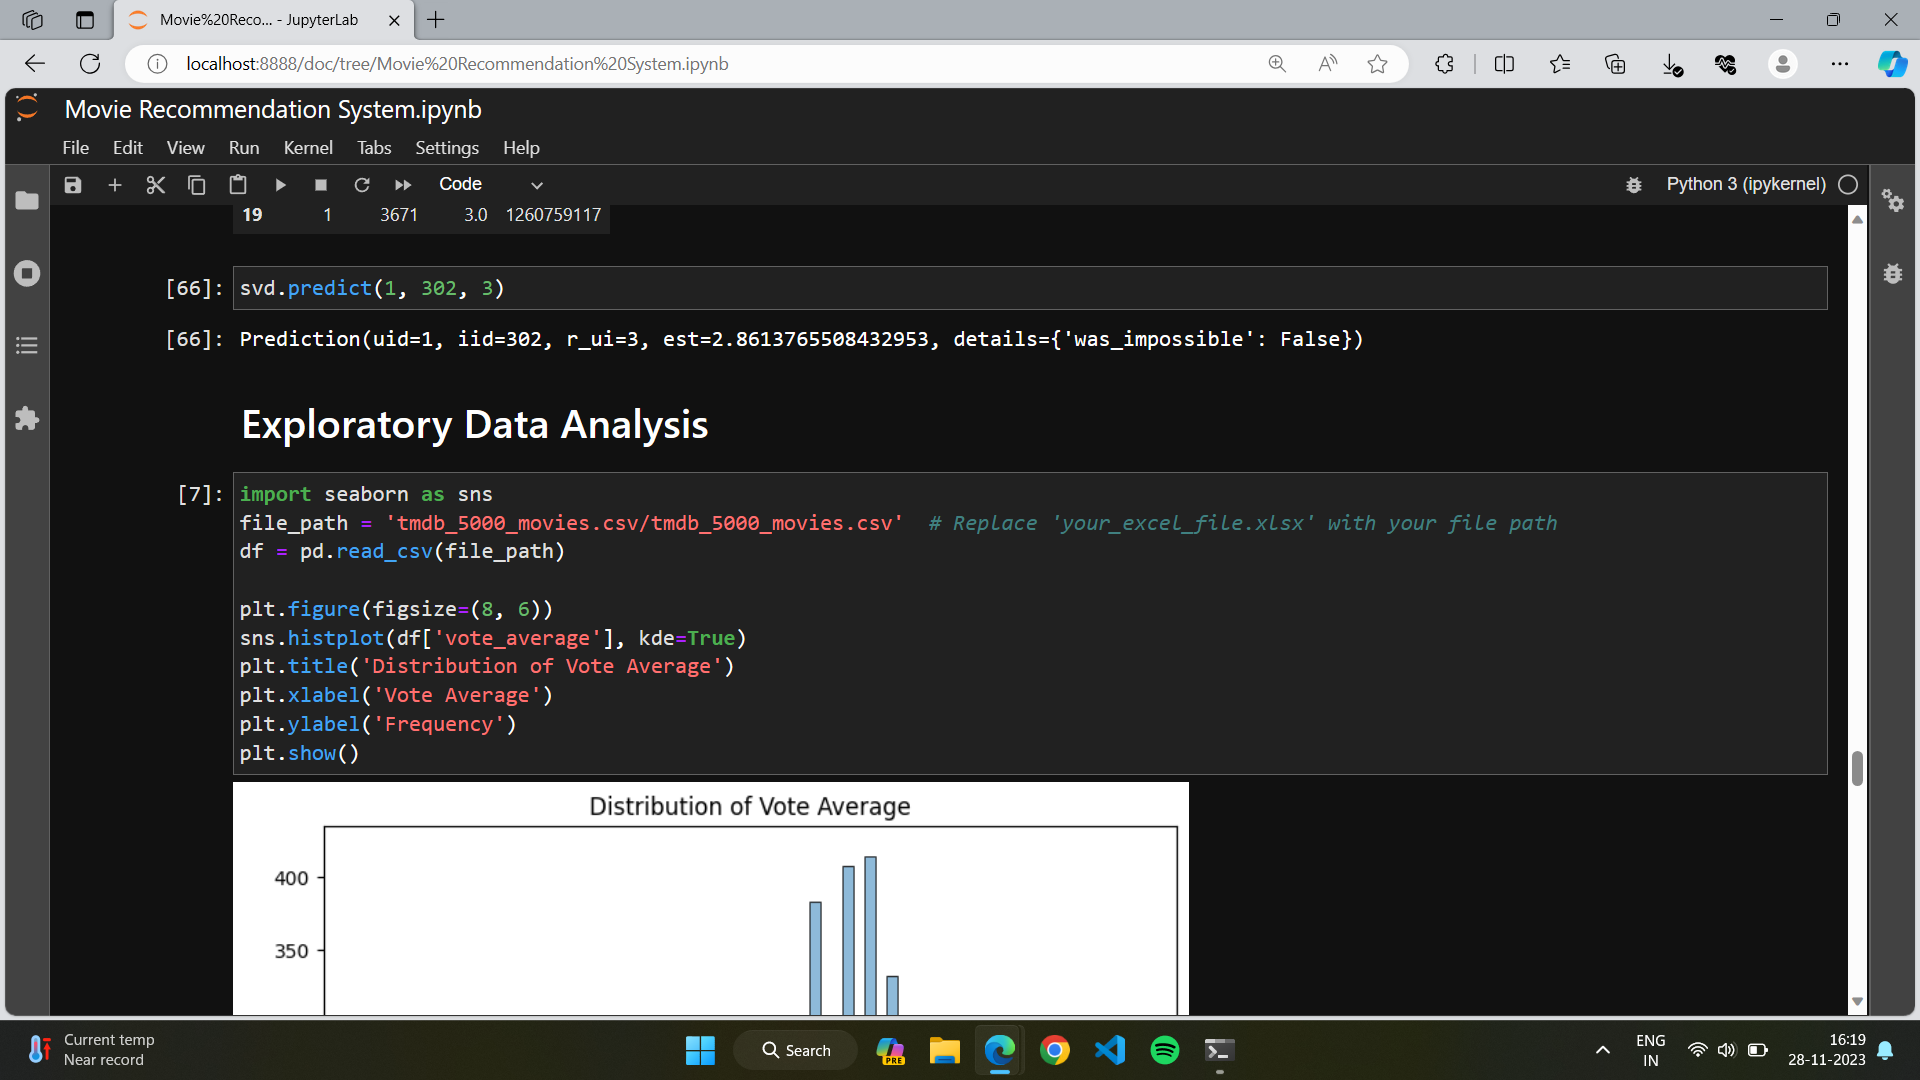 Movie%20Reco... - JupyterLab
localhost:8888/doc/tree/Movie%20Recommendation%20System.ipynb
Movie Recommendation System.ipynb
File Edit View Run Kernel Tabs Settings Help
Code
Python 3 (ipykernel)
19 1 3671 3.0 1260759117
[66]: svd.predict(1, 302, 3)
[66]: Prediction(uid=1, iid=302, r_ui=3, est=2.8613765508432953, details={'was_impossible': False})
Exploratory Data Analysis
[7]: import seaborn as sns
file_path = 'tmdb_5000_movies.csv/tmdb_5000_movies.csv'  # Replace 'your_excel_file.xlsx' with your file path
df = pd.read_csv(file_path)
plt.figure(figsize=(8, 6))
sns.histplot(df['vote_average'], kde=True)
plt.title('Distribution of Vote Average')
plt.xlabel('Vote Average')
plt.ylabel('Frequency')
plt.show()
Distribution of Vote Average
400
350
Current temp
Near record
Search
PRE
ENG
IN
16:19
28-11-2023